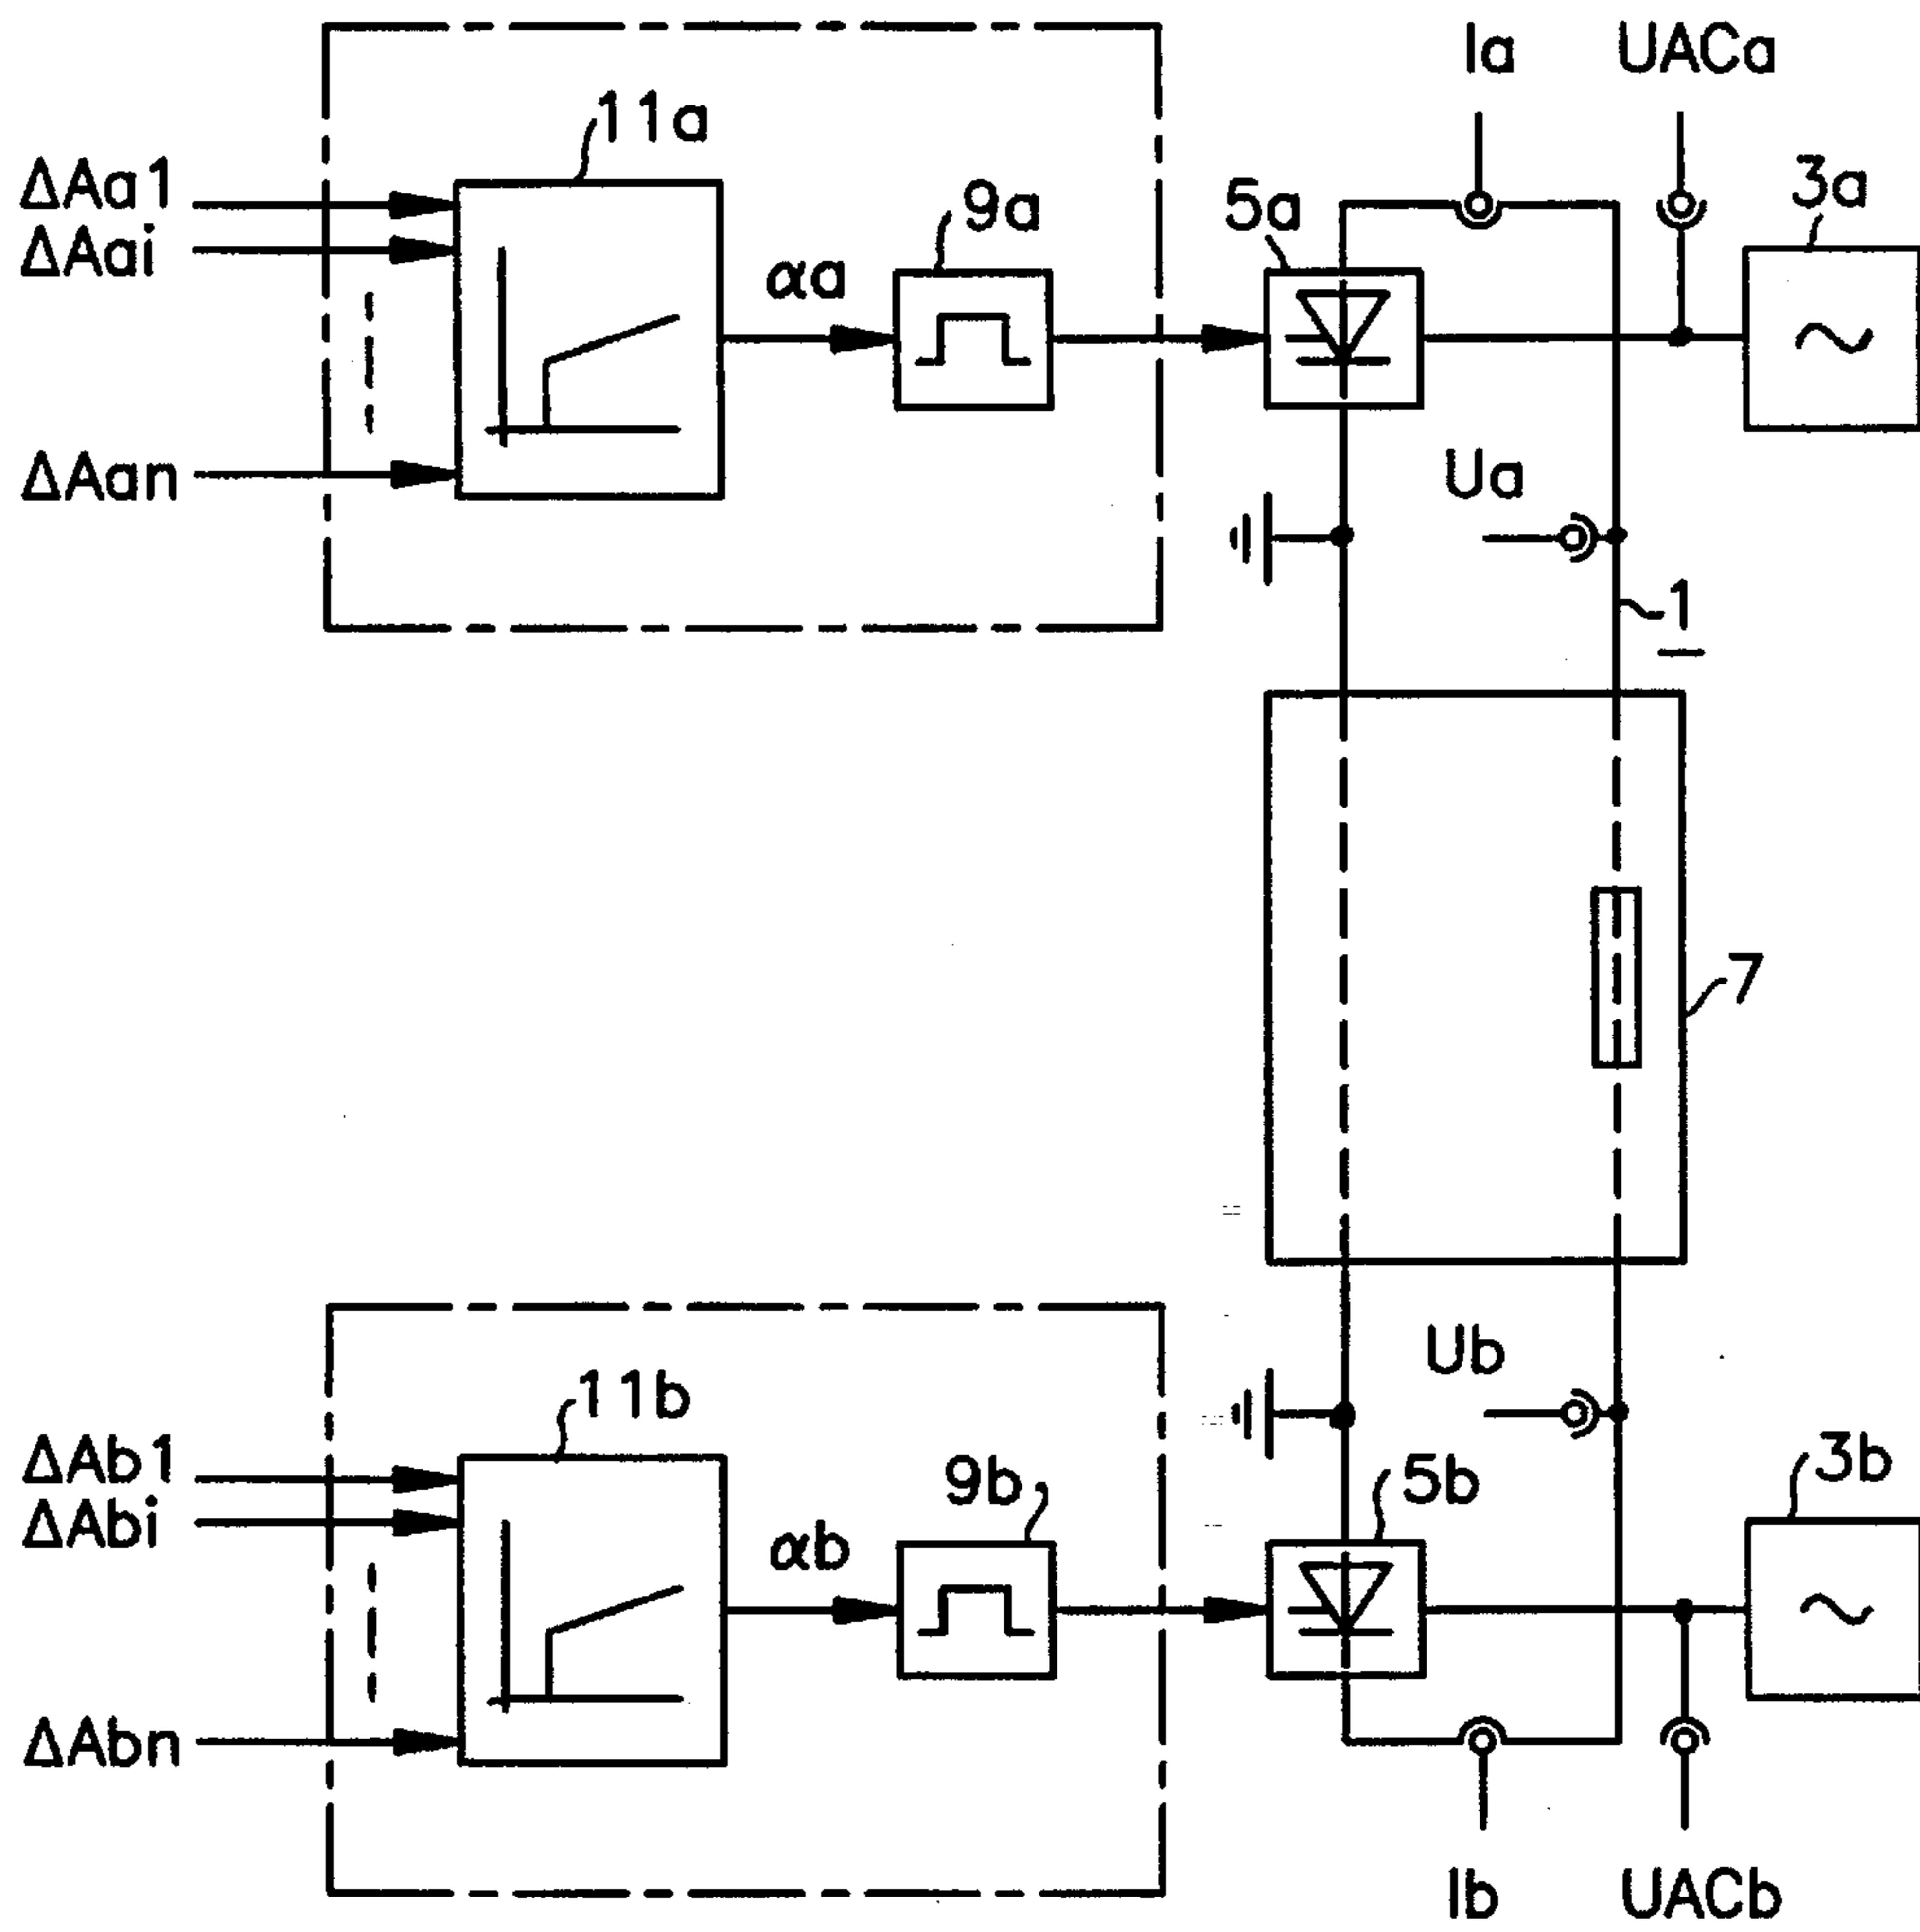 Ia
UACa
11a
3a
ΔAa1
9a
5a
ΔAai
αa
Ua
ΔAan
1
7
Ub
11b
ΔAb1
3b
9b
5b
ΔAbi
αb
ΔAbn
Ib
UACb